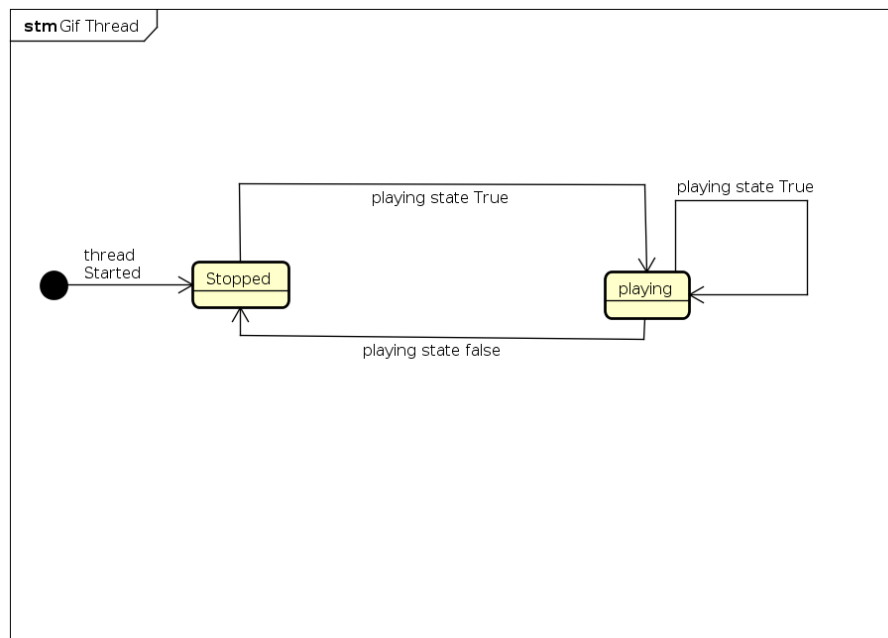 stm Gif Thread
playing state True
playing state True
thread
Started
Stopped
playing
playing state false